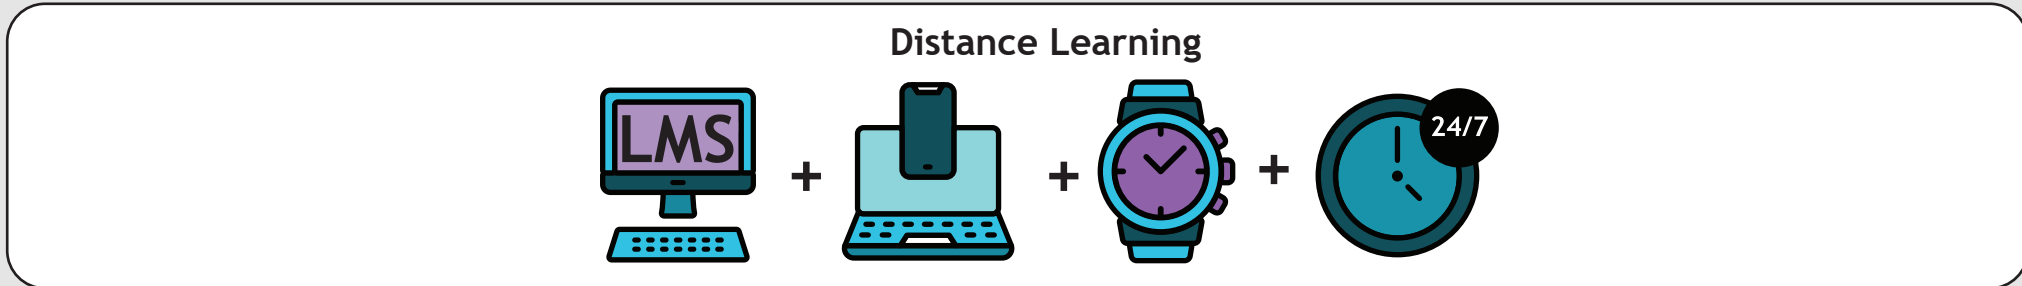 Distance Learning
LMS + + + 24/7